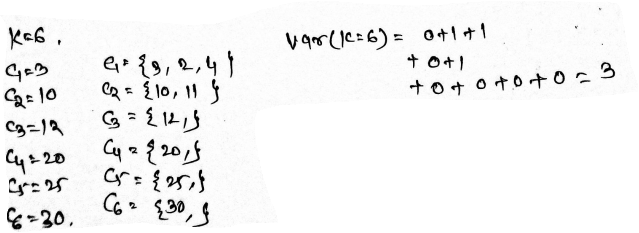 K=6,
C1=3 C1 = {3, 2, 4}
C2=10 C2 = {10, 11}
C3=12 C3 = {12,}
C4=20 C4 = {20,}
C5=25 C5 = {25,}
C6=30, C6 = {30,}
Var(K=6) = 0+1+1
+ 0+1
+0+0+0+0 = 3